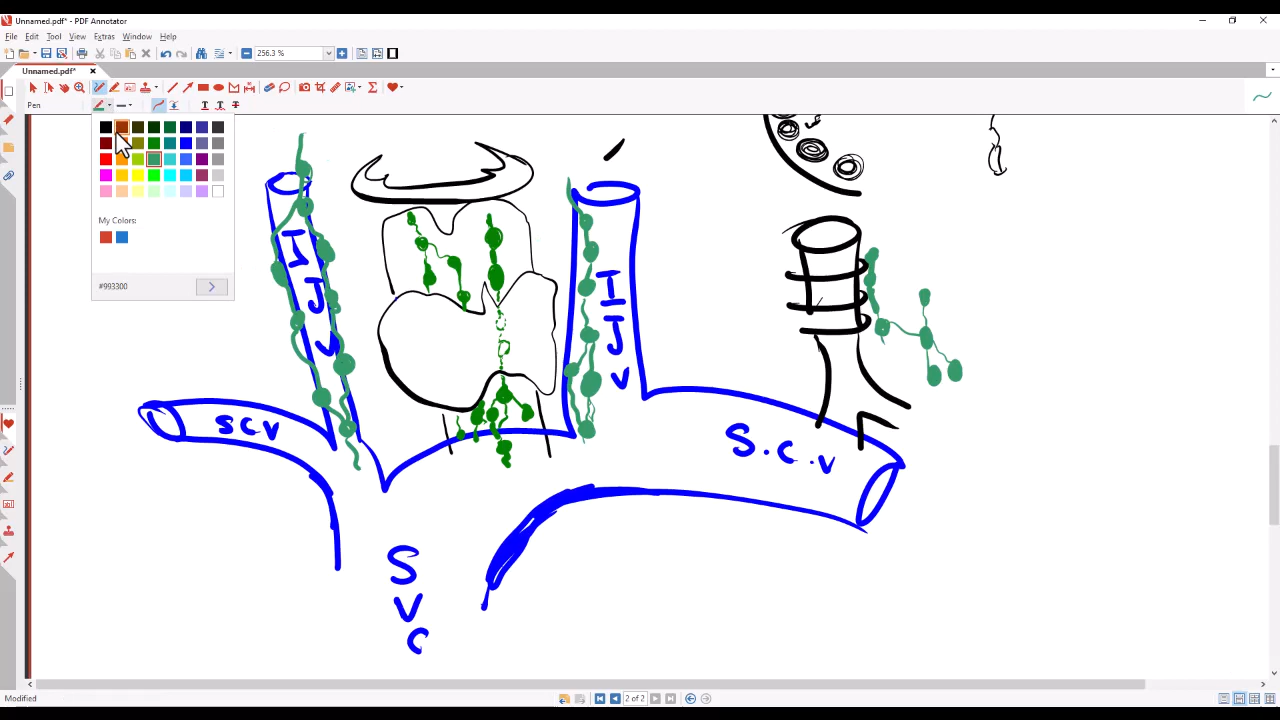 Unnamed.pdf* - PDF Annotator
File Edit Tool View Extras Window Help
256.3 %
Unnamed.pdf*
Pen
My Colors:
#993300
IJV
IJV
SCV
S.C.V
SVC
Modified
2 of 2